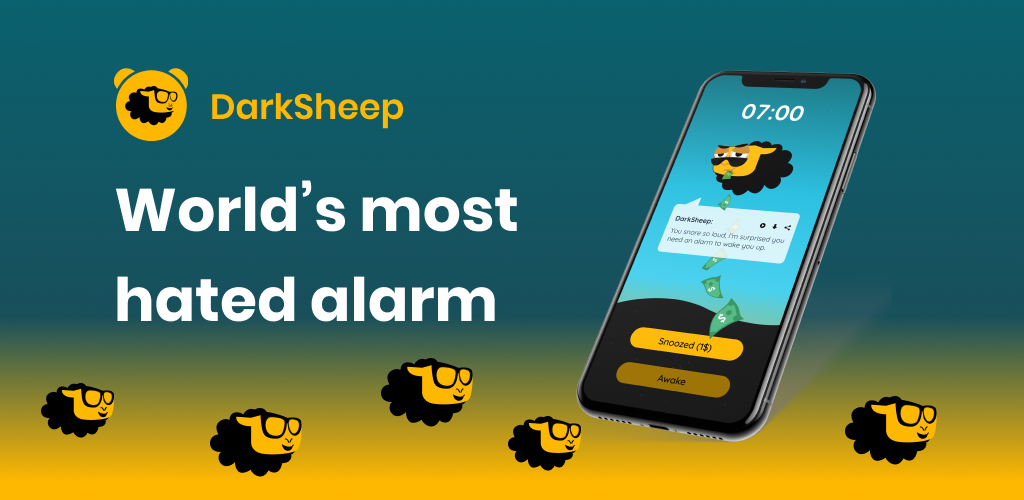 DarkSheep
World’s most
hated alarm
07:00
DarkSheep:
You snore so loud, I'm surprised you
need an alarm to wake you up.
$
$
Snoozed (1$)
Awake